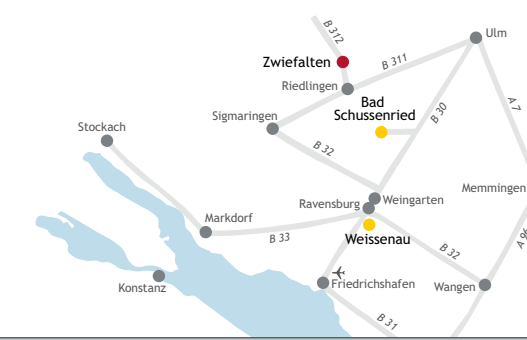 B 312
Ulm
Zwiefalten
B 311
Riedlingen
Bad
Schussenried
A 7
B 30
Sigmaringen
Stockach
B 32
Memmingen
Weingarten
Ravensburg
Markdorf
B 33
Weissenau
A 96
B 32
Konstanz
Friedrichshafen
Wangen
B 31